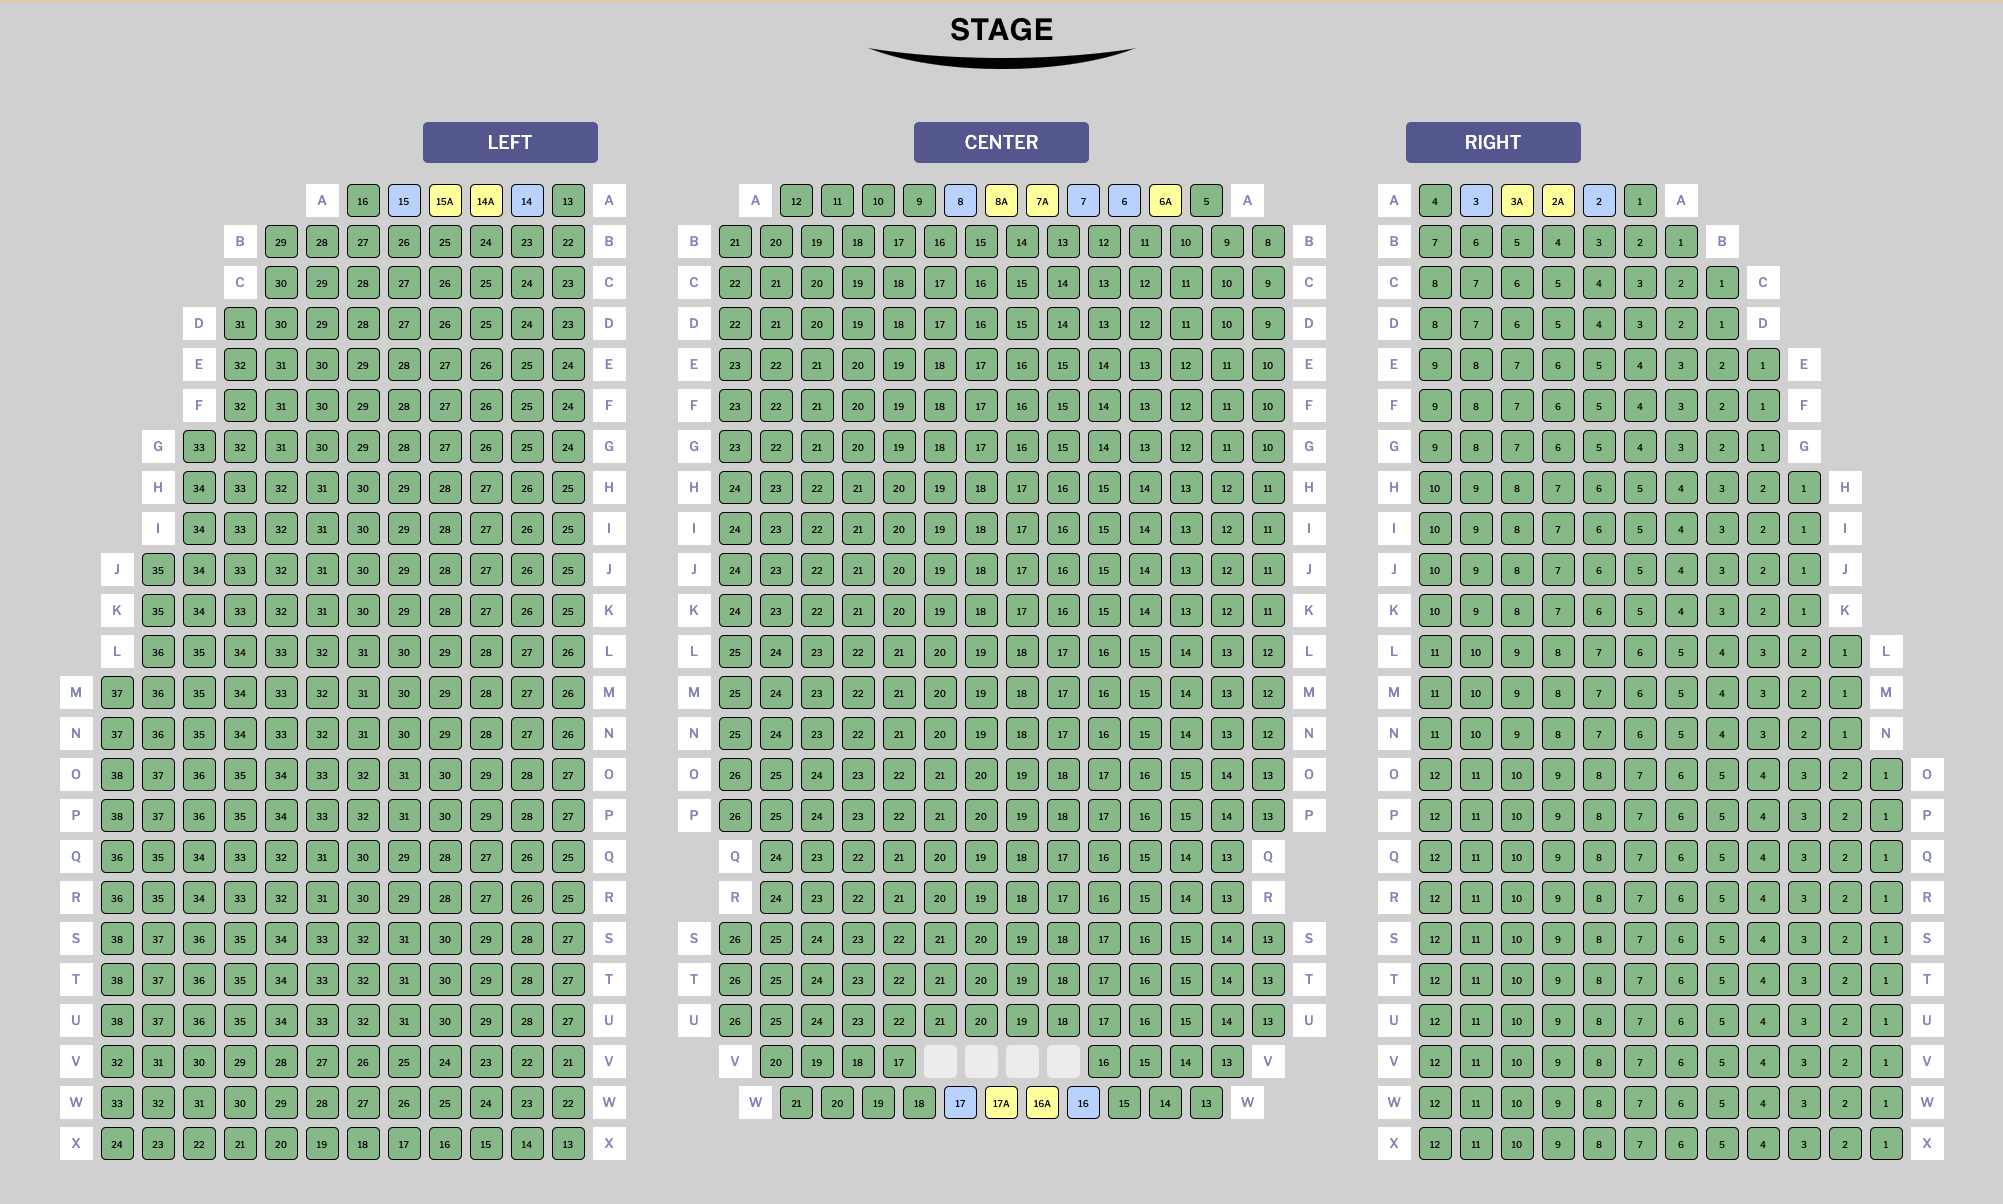 STAGE
LEFT CENTER RIGHT
A 16 15 15A 14A 14 13 A A 12 11 10 9 8 8A 7A 7 6 6A 5 A A 4 3 3A 2A 2 1 A
B 29 28 27 26 25 24 23 22 B B 21 20 19 18 17 16 15 14 13 12 11 10 9 8 B B 7 6 5 4 3 2 1 B
C 30 29 28 27 26 25 24 23 C C 22 21 20 19 18 17 16 15 14 13 12 11 10 9 C C 8 7 6 5 4 3 2 1 C
D 31 30 29 28 27 26 25 24 23 D D 22 21 20 19 18 17 16 15 14 13 12 11 10 9 D D 8 7 6 5 4 3 2 1 D
E 32 31 30 29 28 27 26 25 24 E E 23 22 21 20 19 18 17 16 15 14 13 12 11 10 E E 9 8 7 6 5 4 3 2 1 E
F 32 31 30 29 28 27 26 25 24 F F 23 22 21 20 19 18 17 16 15 14 13 12 11 10 F F 9 8 7 6 5 4 3 2 1 F
G 33 32 31 30 29 28 27 26 25 24 G G 23 22 21 20 19 18 17 16 15 14 13 12 11 10 G G 9 8 7 6 5 4 3 2 1 G
H 34 33 32 31 30 29 28 27 26 25 H H 24 23 22 21 20 19 18 17 16 15 14 13 12 11 H H 10 9 8 7 6 5 4 3 2 1 H
I 34 33 32 31 30 29 28 27 26 25 I I 24 23 22 21 20 19 18 17 16 15 14 13 12 11 I I 10 9 8 7 6 5 4 3 2 1 I
J 35 34 33 32 31 30 29 28 27 26 25 J J 24 23 22 21 20 19 18 17 16 15 14 13 12 11 J J 10 9 8 7 6 5 4 3 2 1 J
K 35 34 33 32 31 30 29 28 27 26 25 K K 24 23 22 21 20 19 18 17 16 15 14 13 12 11 K K 10 9 8 7 6 5 4 3 2 1 K
L 36 35 34 33 32 31 30 29 28 27 26 L L 25 24 23 22 21 20 19 18 17 16 15 14 13 12 L L 11 10 9 8 7 6 5 4 3 2 1 L
M 37 36 35 34 33 32 31 30 29 28 27 26 M M 25 24 23 22 21 20 19 18 17 16 15 14 13 12 M M 11 10 9 8 7 6 5 4 3 2 1 M
N 37 36 35 34 33 32 31 30 29 28 27 26 N N 25 24 23 22 21 20 19 18 17 16 15 14 13 12 N N 11 10 9 8 7 6 5 4 3 2 1 N
O 38 37 36 35 34 33 32 31 30 29 28 27 O O 26 25 24 23 22 21 20 19 18 17 16 15 14 13 O O 12 11 10 9 8 7 6 5 4 3 2 1 O
P 38 37 36 35 34 33 32 31 30 29 28 27 P P 26 25 24 23 22 21 20 19 18 17 16 15 14 13 P P 12 11 10 9 8 7 6 5 4 3 2 1 P
Q 36 35 34 33 32 31 30 29 28 27 26 25 Q Q 24 23 22 21 20 19 18 17 16 15 14 13 Q Q 12 11 10 9 8 7 6 5 4 3 2 1 Q
R 36 35 34 33 32 31 30 29 28 27 26 25 R R 24 23 22 21 20 19 18 17 16 15 14 13 R R 12 11 10 9 8 7 6 5 4 3 2 1 R
S 38 37 36 35 34 33 32 31 30 29 28 27 S S 26 25 24 23 22 21 20 19 18 17 16 15 14 13 S S 12 11 10 9 8 7 6 5 4 3 2 1 S
T 38 37 36 35 34 33 32 31 30 29 28 27 T T 26 25 24 23 22 21 20 19 18 17 16 15 14 13 T T 12 11 10 9 8 7 6 5 4 3 2 1 T
U 38 37 36 35 34 33 32 31 30 29 28 27 U U 26 25 24 23 22 21 20 19 18 17 16 15 14 13 U U 12 11 10 9 8 7 6 5 4 3 2 1 U
V 32 31 30 29 28 27 26 25 24 23 22 21 V V 20 19 18 17 16 15 14 13 V V 12 11 10 9 8 7 6 5 4 3 2 1 V
W 33 32 31 30 29 28 27 26 25 24 23 22 W W 21 20 19 18 17 17A 16A 16 15 14 13 W W 12 11 10 9 8 7 6 5 4 3 2 1 W
X 24 23 22 21 20 19 18 17 16 15 14 13 X X 12 11 10 9 8 7 6 5 4 3 2 1 X